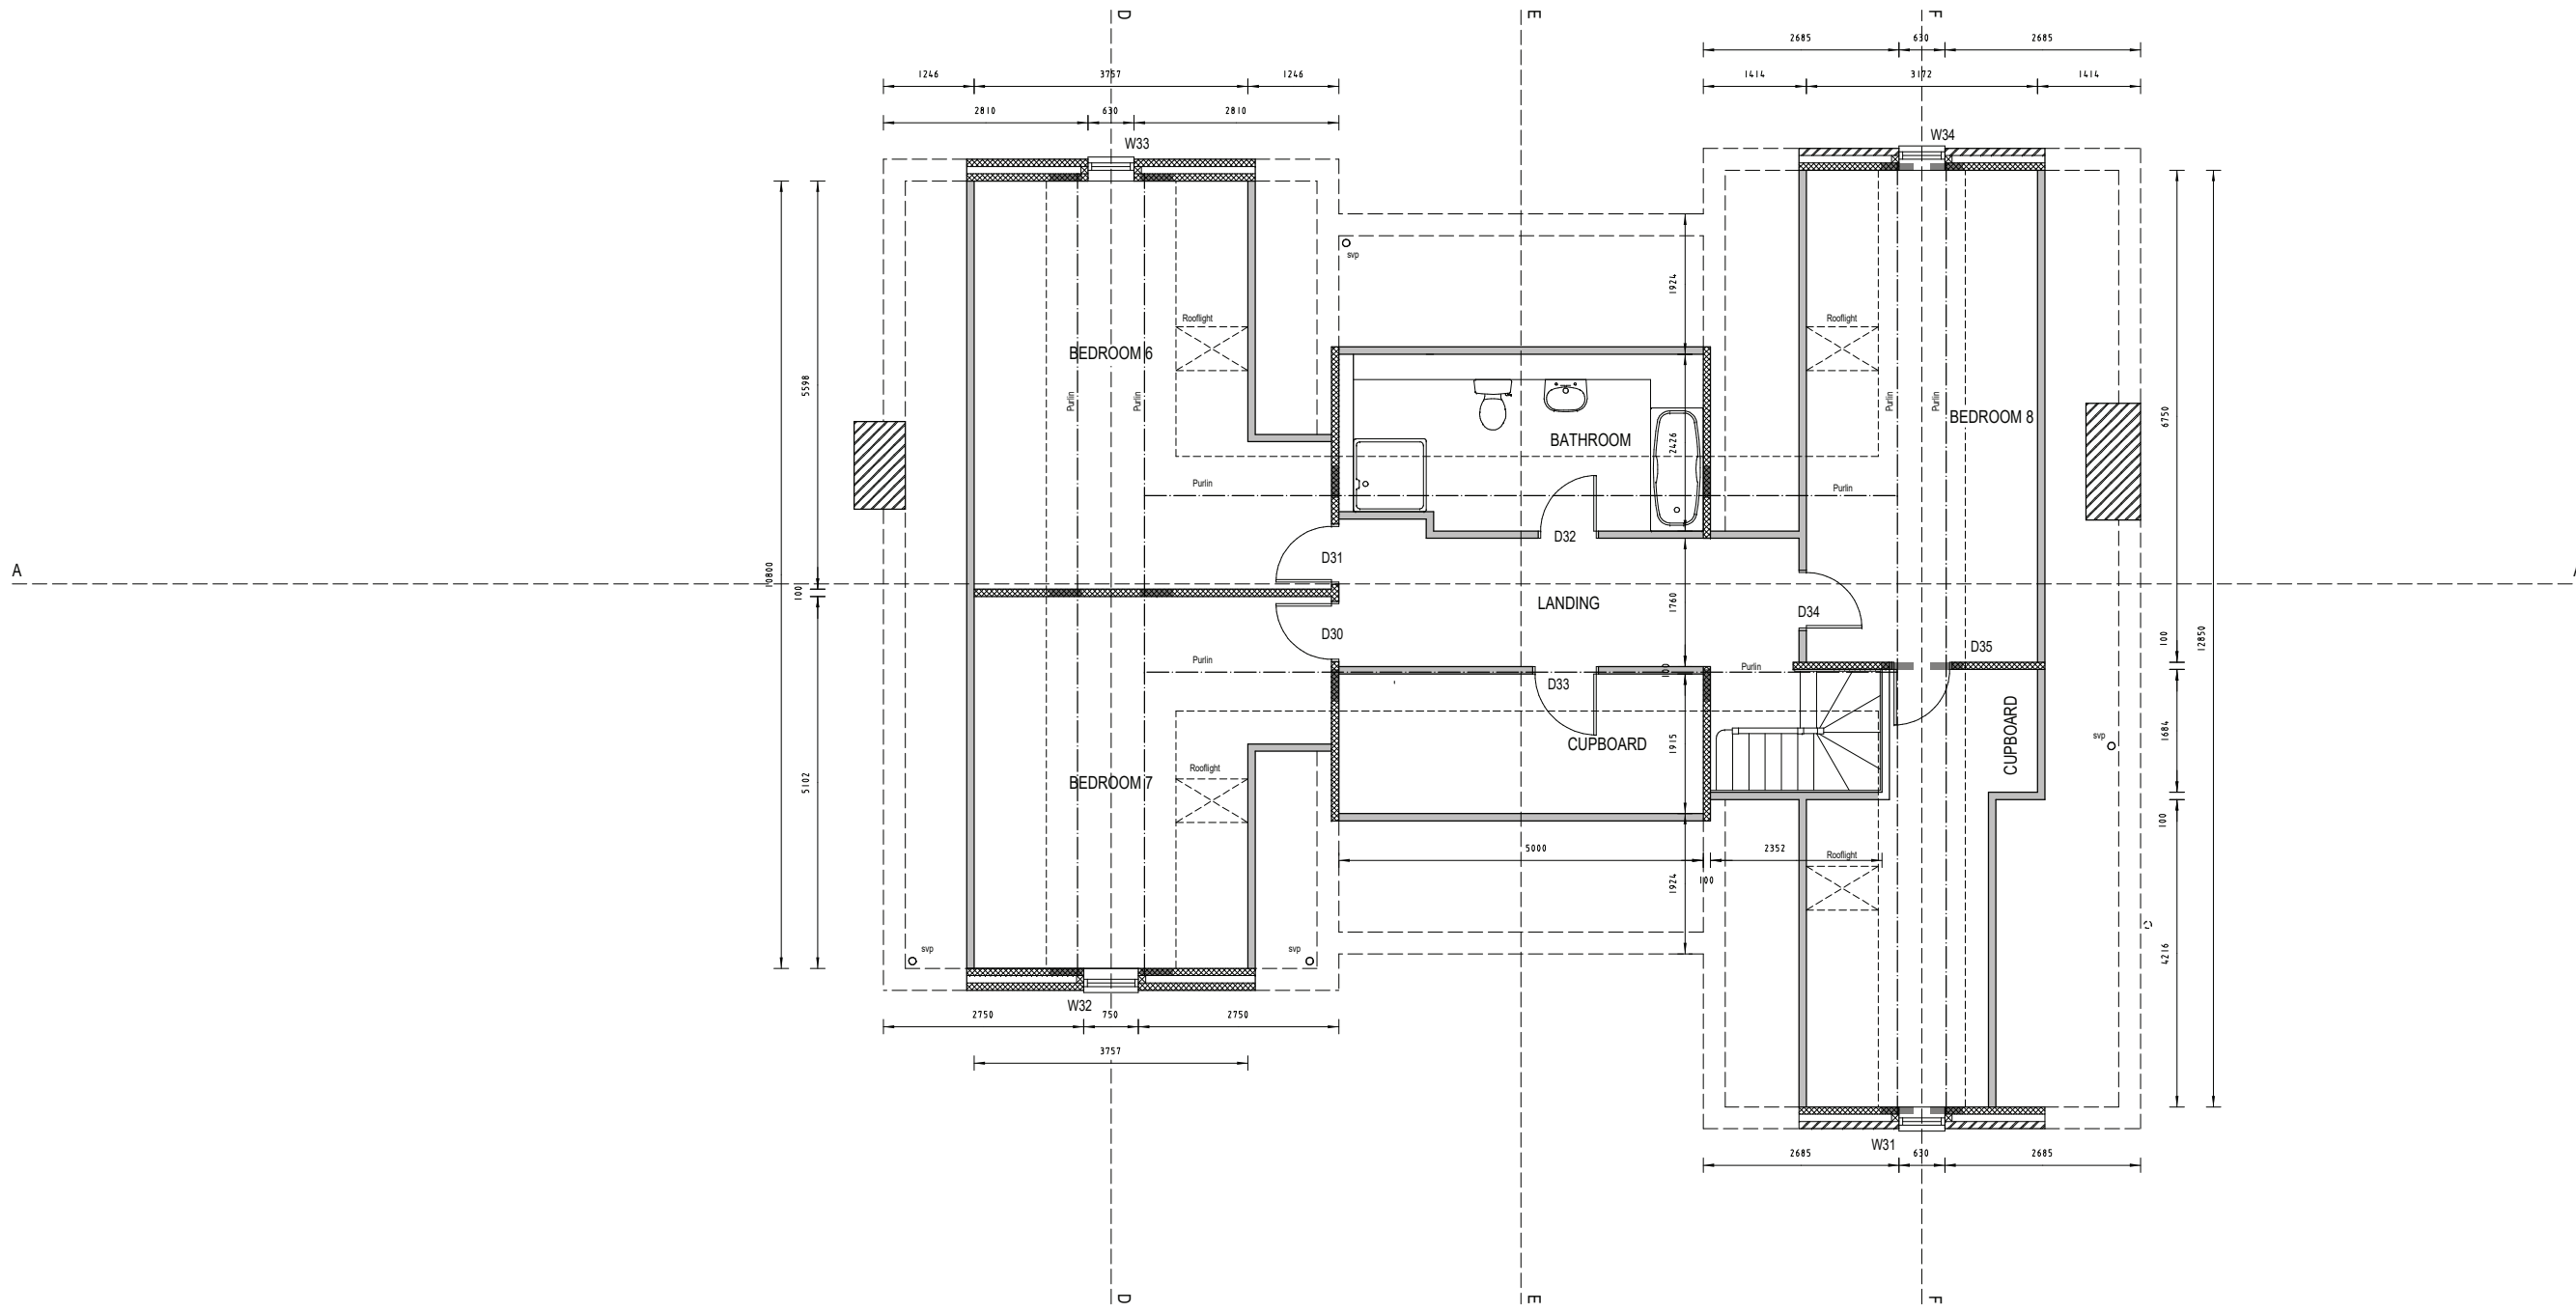 D
E
F
2685 630 2685
1246 3757 1246
1414 3172 1414
2810 630 2810
W33
W34
svp
1924
Rooflight
Rooflight
BEDROOM 6
5598
Purlin
Purlin
Purlin
Purlin
BEDROOM 8
6750
BATHROOM
2426
Purlin
Purlin
D31
D32
A
10800
100
LANDING
1760
D34
D30
D35
100
12850
Purlin
100
Purlin
D33
CUPBOARD
1915
CUPBOARD
1684
svp
Rooflight
BEDROOM 7
5102
100
5000
2352
Rooflight
1924
100
svp
svp
4216
W32
2750 750 2750
3757
W31
2685 630 2685
D
E
F